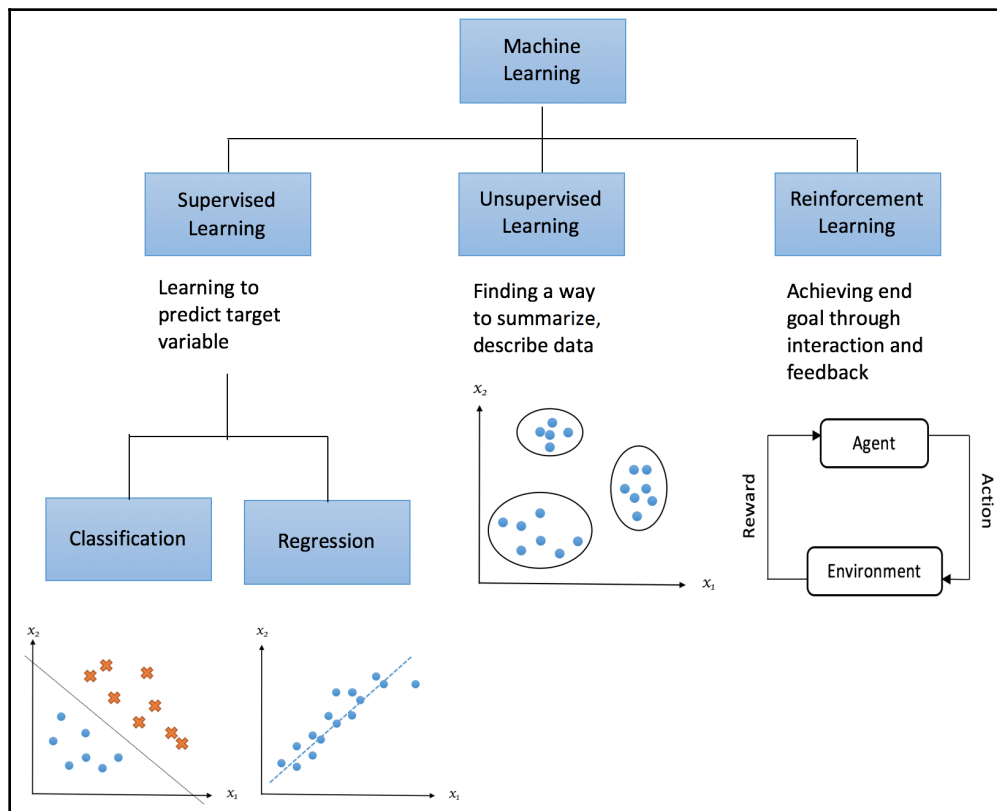 Machine
Learning
Supervised
Learning
Unsupervised
Learning
Reinforcement
Learning
Learning to
predict target
variable
Finding a way
to summarize,
describe data
Achieving end
goal through
interaction and
feedback
Classification
Regression
x₂
x₁
Agent
Environment
Reward
Action
x₂
x₁
x₂
x₁